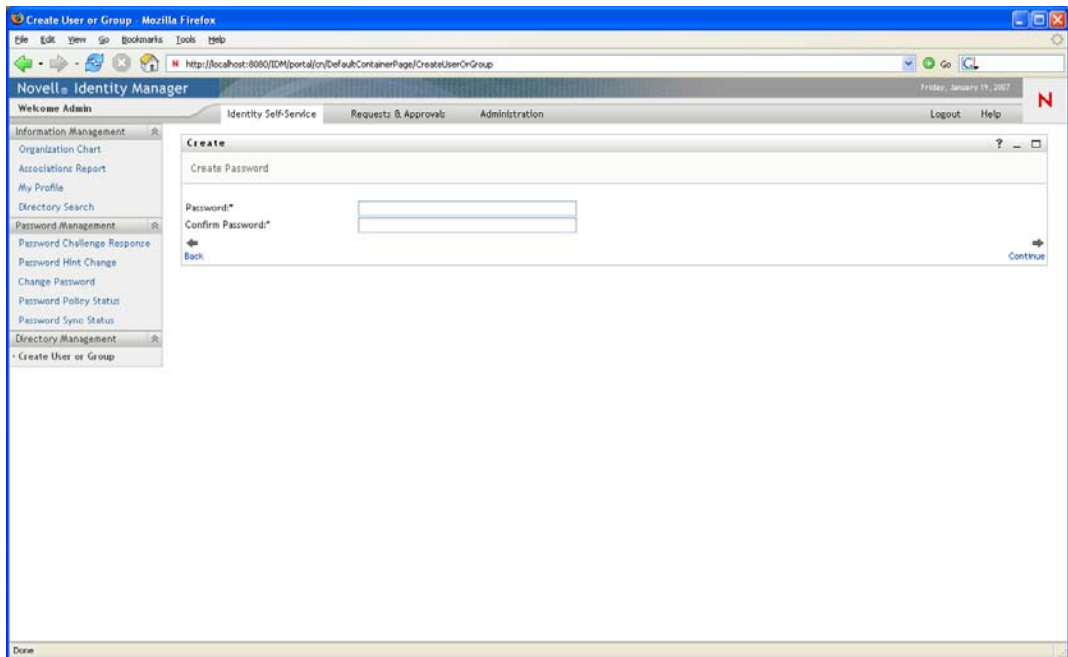 Create User or Group - Mozilla Firefox
File Edit View Go Bookmarks Tools Help
N http://localhost:8080/IDM/portal/cn/DefaultContainerPage/CreateUserOrGroup Go G
Novell® Identity Manager Friday, January 19, 2007
Welcome Admin Identity Self-Service Requests & Approvals Administration Logout Help N
Information Management
Organization Chart
Associations Report
My Profile
Directory Search
Password Management
Password Challenge Response
Password Hint Change
Change Password
Password Policy Status
Password Sync Status
Directory Management
Create User or Group
Create ?
Create Password
Password:*
Confirm Password:*
Back Continue
Done